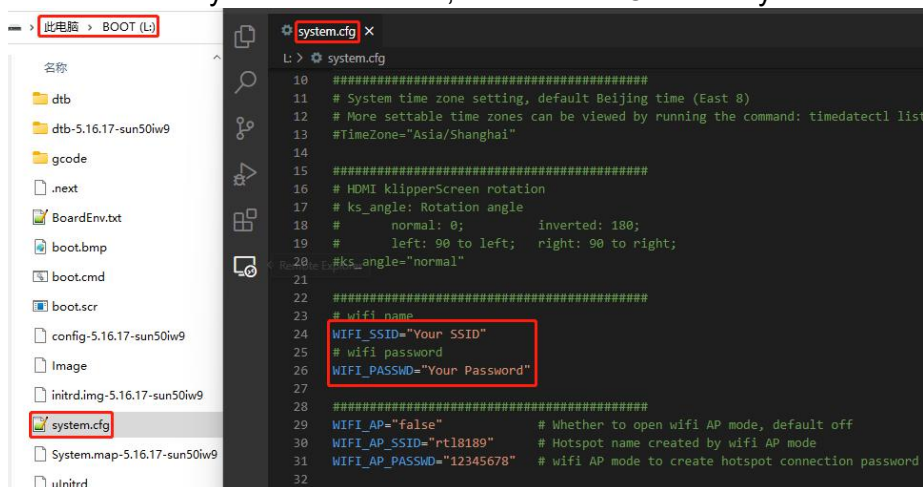 此电脑 > BOOT (L:)
名称
dtb
dtb-5.16.17-sun50iw9
gcode
.next
BoardEnv.txt
boot.bmp
boot.cmd
boot.scr
config-5.16.17-sun50iw9
Image
initrd.img-5.16.17-sun50iw9
system.cfg
System.map-5.16.17-sun50iw9
uInitrd
system.cfg ×
L: > system.cfg
10 ###########################################
11 # System time zone setting, default Beijing time (East 8)
12 # More settable time zones can be viewed by running the command: timedatectl list
13 #TimeZone="Asia/Shanghai"
14
15 ###########################################
16 # HDMI klipperScreen rotation
17 # ks_angle: Rotation angle
18 # normal: 0; inverted: 180;
19 # left: 90 to left; right: 90 to right;
20 #ks_angle="normal"
21
22 ###########################################
23 # wifi name
24 WIFI_SSID="Your SSID"
25 # wifi password
26 WIFI_PASSWD="Your Password"
27
28 ###########################################
29 WIFI_AP="false" # Whether to open wifi AP mode, default off
30 WIFI_AP_SSID="rtl8189" # Hotspot name created by wifi AP mode
31 WIFI_AP_PASSWD="12345678" # wifi AP mode to create hotspot connection password
32